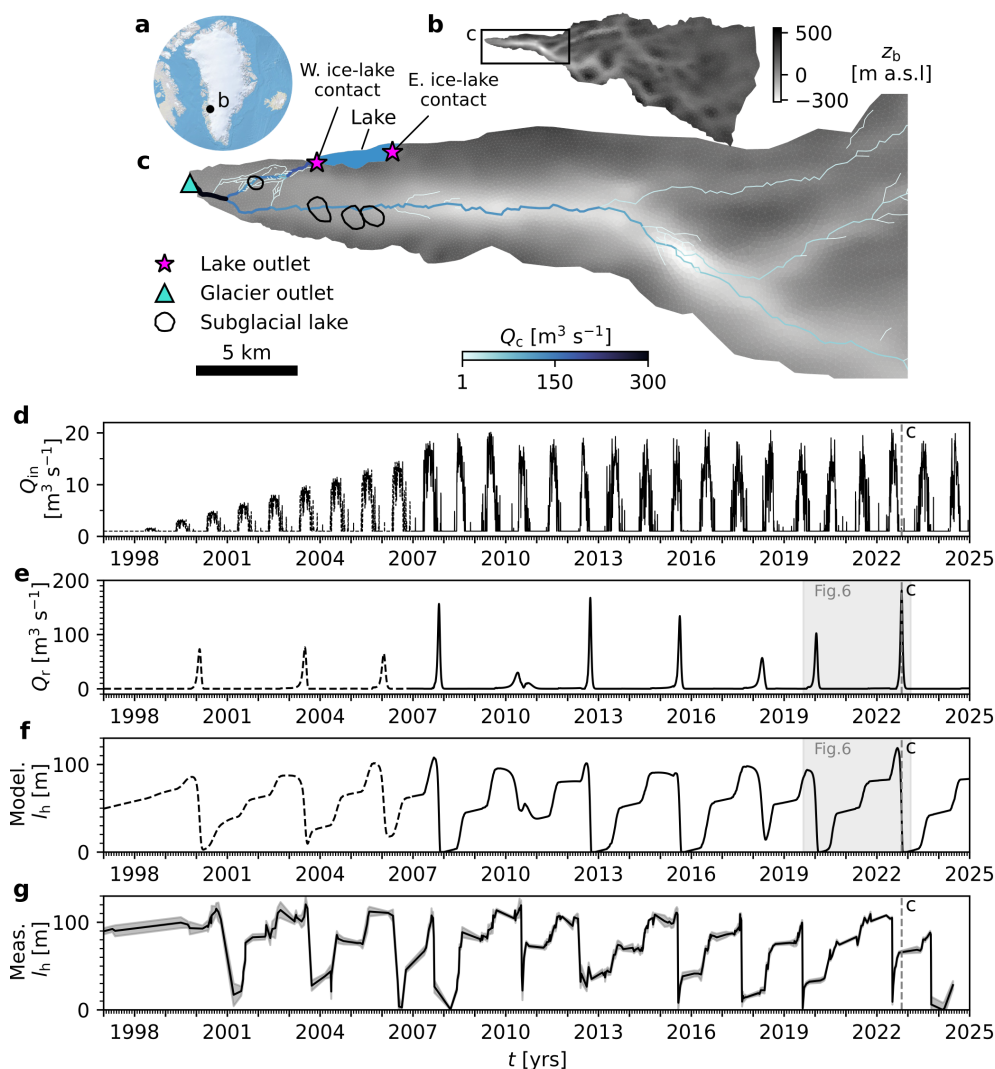 a
b
W. ice-lake
contact
Lake
E. ice-lake
contact
b
c
500
0
−300
z_b
[m a.s.l]
c
Lake outlet
Glacier outlet
Subglacial lake
5 km
Q_c [m³ s⁻¹]
1 150 300
d
Q_in
[m³ s⁻¹]
20
10
0
c
1998 2001 2004 2007 2010 2013 2016 2019 2022 2025
e
Q_r [m³ s⁻¹]
200
100
0
Fig.6
c
1998 2001 2004 2007 2010 2013 2016 2019 2022 2025
f
Model.
l_h [m]
100
0
Fig.6
c
1998 2001 2004 2007 2010 2013 2016 2019 2022 2025
g
Meas.
l_h [m]
100
0
c
1998 2001 2004 2007 2010 2013 2016 2019 2022 2025
t [yrs]